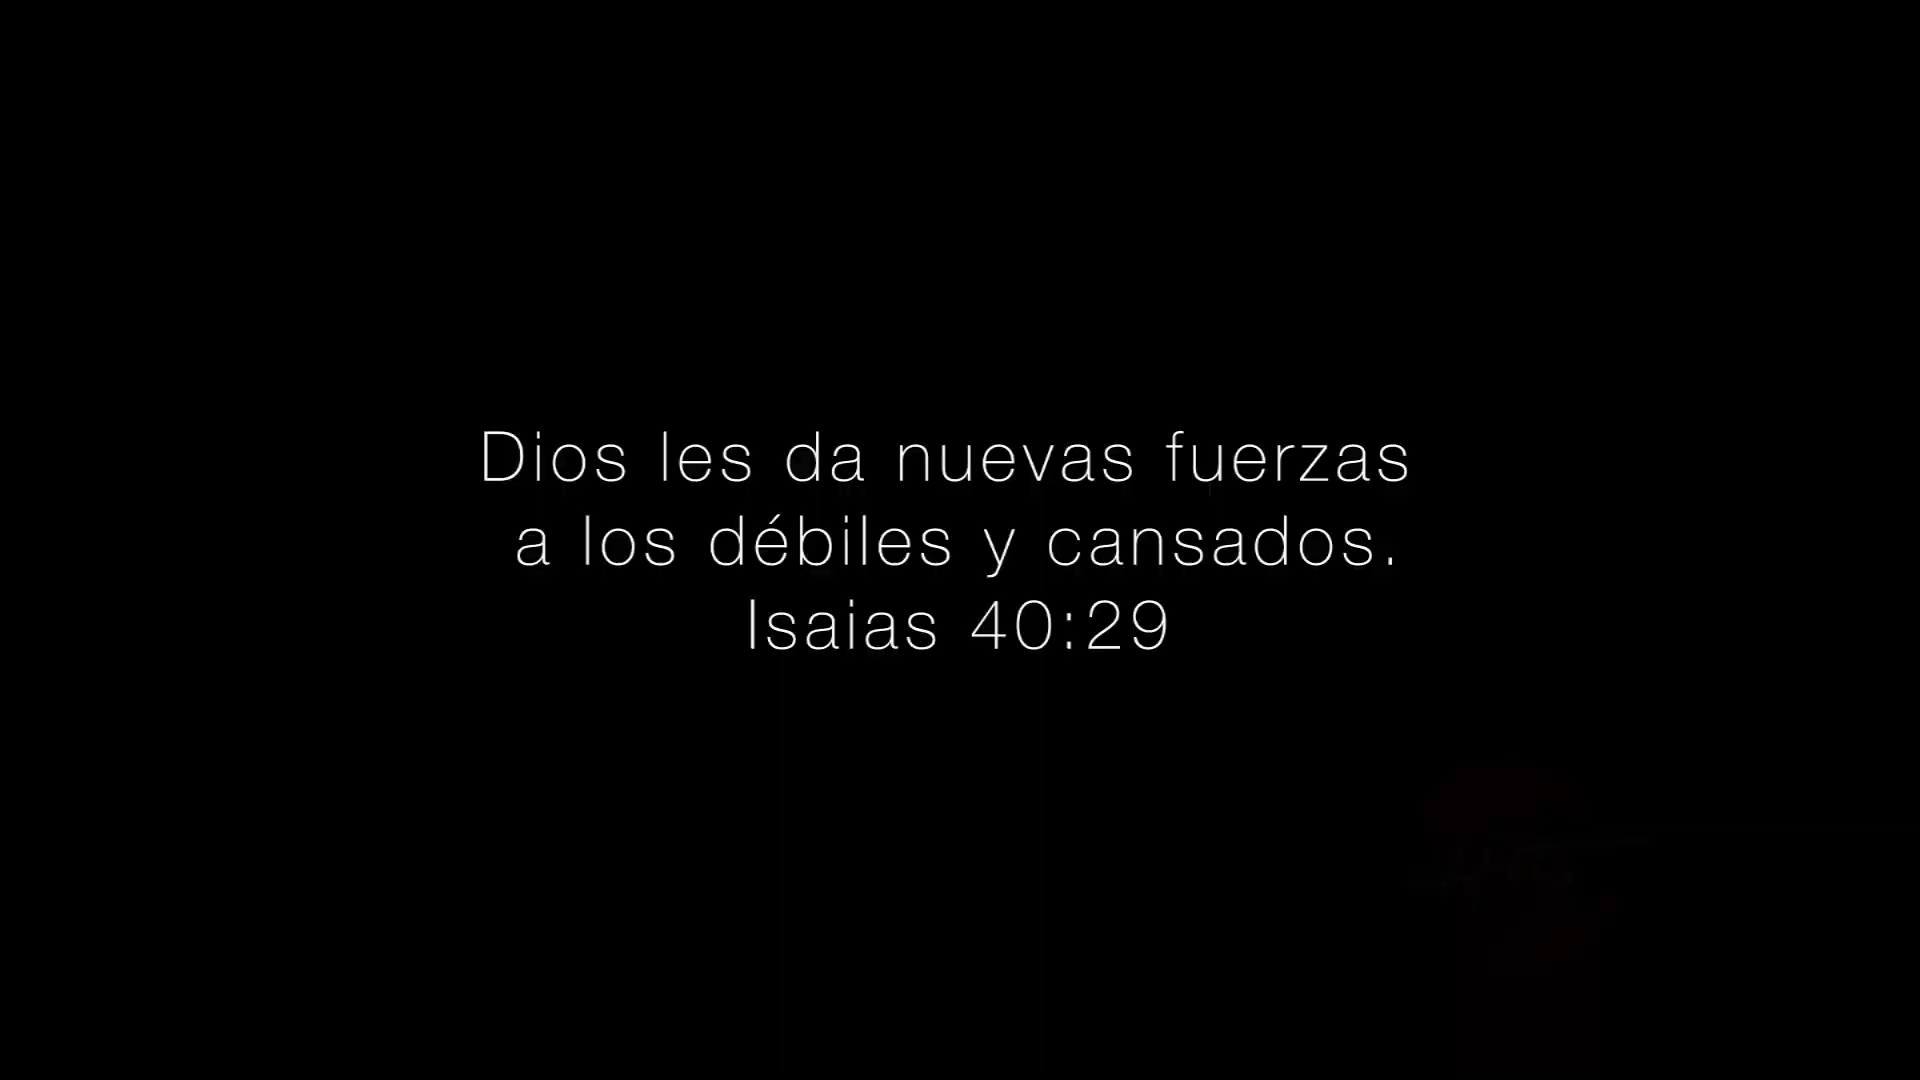 Dios les da nuevas fuerzas
a los débiles y cansados.
Isaias 40:29